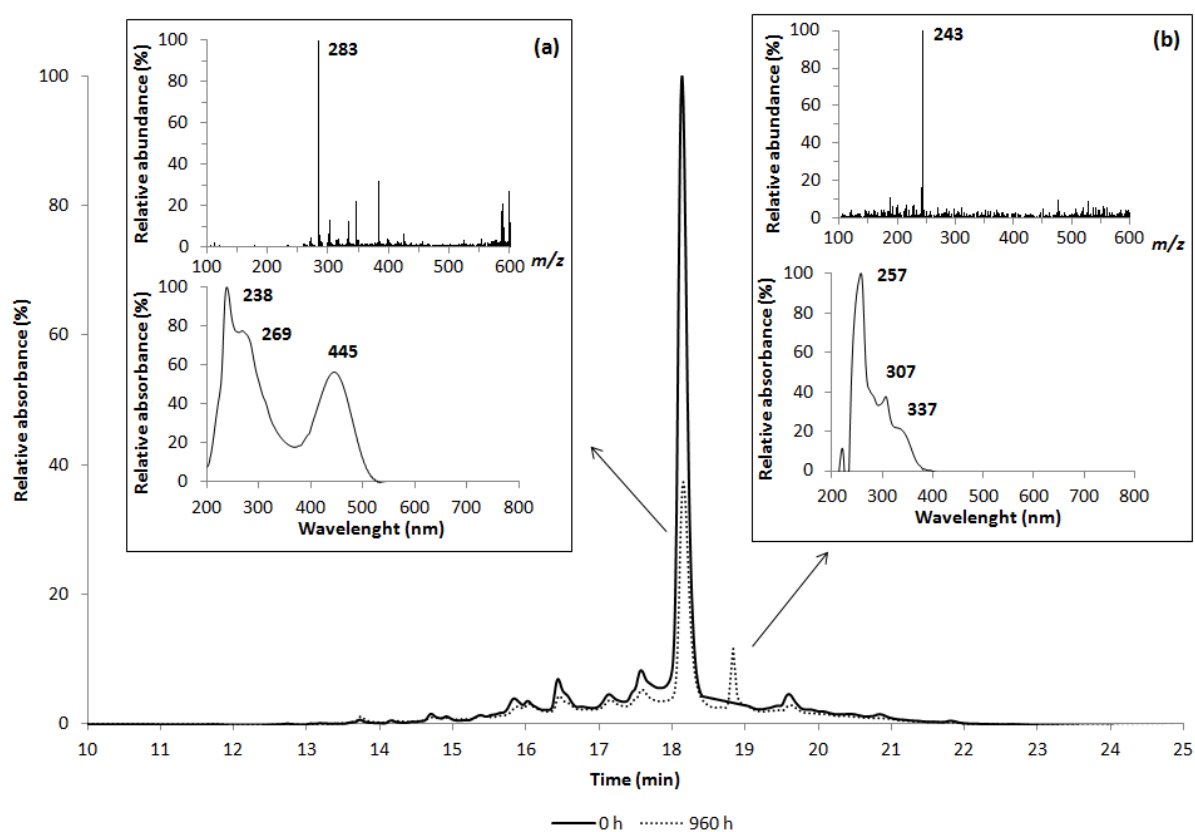 (a)
Relative abundance (%)
100
80
60
40
20
0
283
100 200 300 400 500 600 m/z
Relative absorbance (%)
100
80
60
40
20
0
238
269
445
200 300 400 500 600 700 800
Wavelenght (nm)
(b)
Relative abundance (%)
100
80
60
40
20
0
243
100 200 300 400 500 600 m/z
Relative absorbance (%)
100
80
60
40
20
0
257
307
337
200 300 400 500 600 700 800
Wavelenght (nm)
Relative absorbance (%)
100
80
60
40
20
0
10 11 12 13 14 15 16 17 18 19 20 21 22 23 24 25
Time (min)
0 h 960 h